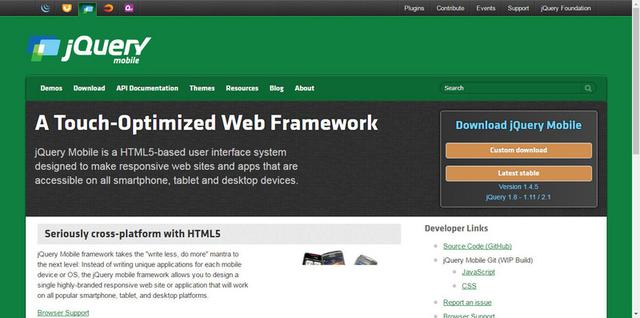 Plugins Contribute Events Support jQuery Foundation
jQuery
mobile
Demos Download API Documentation Themes Resources Blog About
Search
A Touch-Optimized Web Framework
jQuery Mobile is a HTML5-based user interface system
designed to make responsive web sites and apps that are
accessible on all smartphone, tablet and desktop devices.
Download jQuery Mobile
Custom download
Latest stable
Version 1.4.5
jQuery 1.8 - 1.11 / 2.1
Seriously cross-platform with HTML5
jQuery Mobile framework takes the "write less, do more" mantra to
the next level: Instead of writing unique applications for each mobile
device or OS, the jQuery mobile framework allows you to design a
single highly-branded responsive web site or application that will work
on all popular smartphone, tablet, and desktop platforms.
Browser Support
Developer Links
Source Code (GitHub)
jQuery Mobile Git (WIP Build)
JavaScript
CSS
Report an issue
Browser Support